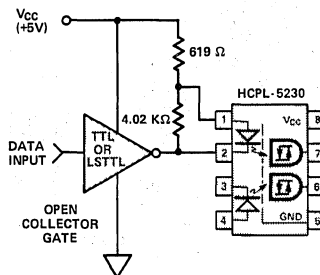 VCC
(+5V)
619 Ω
HCPL-5230
4.02 KΩ
1
VCC
8
TTL
OR
LSTTL
DATA
INPUT
2
7
3
6
OPEN
COLLECTOR
GATE
4
GND
5